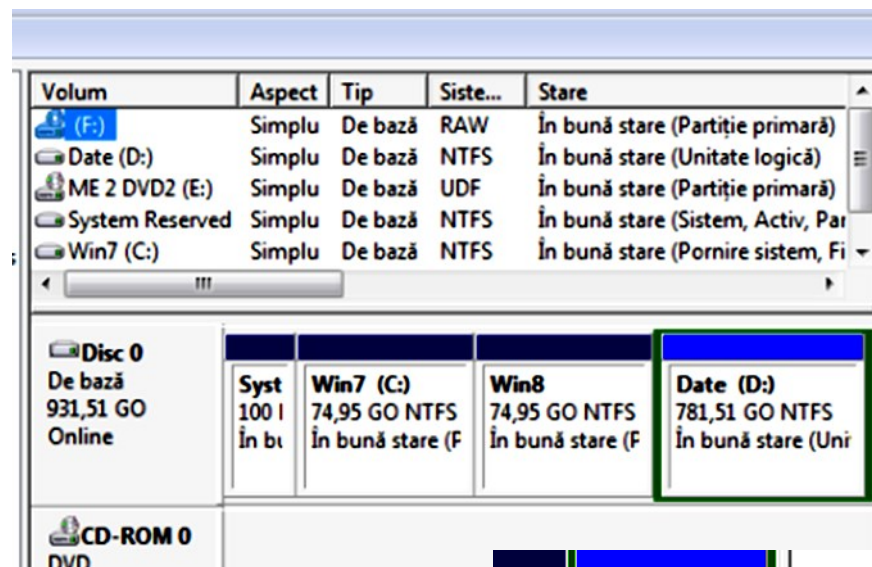 Volum Aspect Tip Siste... Stare
(F:) Simplu De bază RAW În bună stare (Partiție primară)
Date (D:) Simplu De bază NTFS În bună stare (Unitate logică)
ME 2 DVD2 (E:) Simplu De bază UDF În bună stare (Partiție primară)
System Reserved Simplu De bază NTFS În bună stare (Sistem, Activ, Par
Win7 (C:) Simplu De bază NTFS În bună stare (Pornire sistem, Fi
Disc 0
De bază
931,51 GO
Online
Syst
100
În bu
Win7 (C:)
74,95 GO NTFS
În bună stare (P
Win8
74,95 GO NTFS
În bună stare (P
Date (D:)
781,51 GO NTFS
În bună stare (Uni
CD-ROM 0
DVD